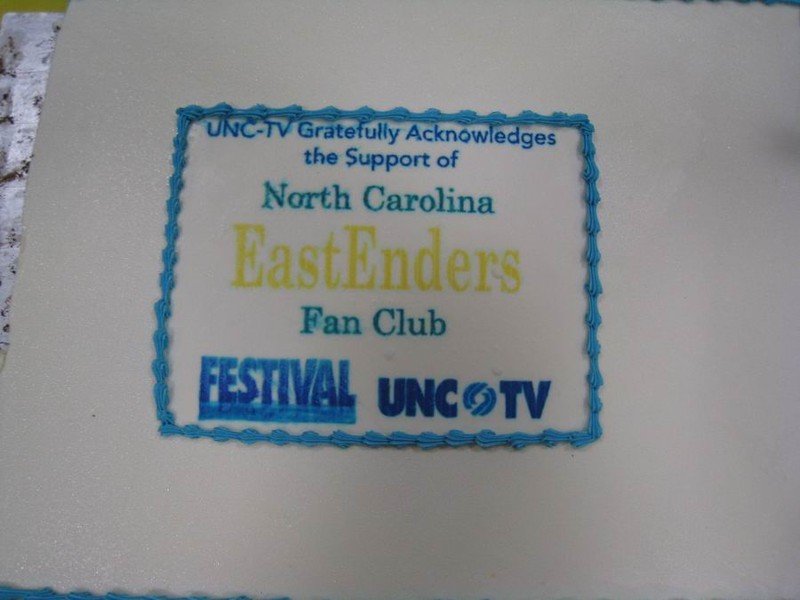 UNC-TV Gratefully Acknowledges
the Support of
North Carolina
EastEnders
Fan Club
FESTIVAL
UNC TV